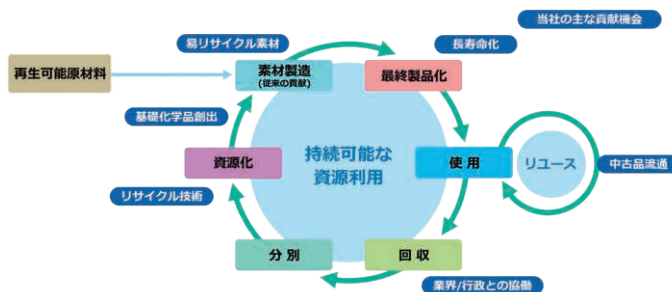 当社の主な貢献機会
易リサイクル素材
長寿命化
再生可能原材料
素材製造
(従来の貢献)
最終製品化
基礎化学品創出
持続可能な
資源利用
資源化
使用
リユース
中古品流通
リサイクル技術
分別
回収
業界/行政との協働